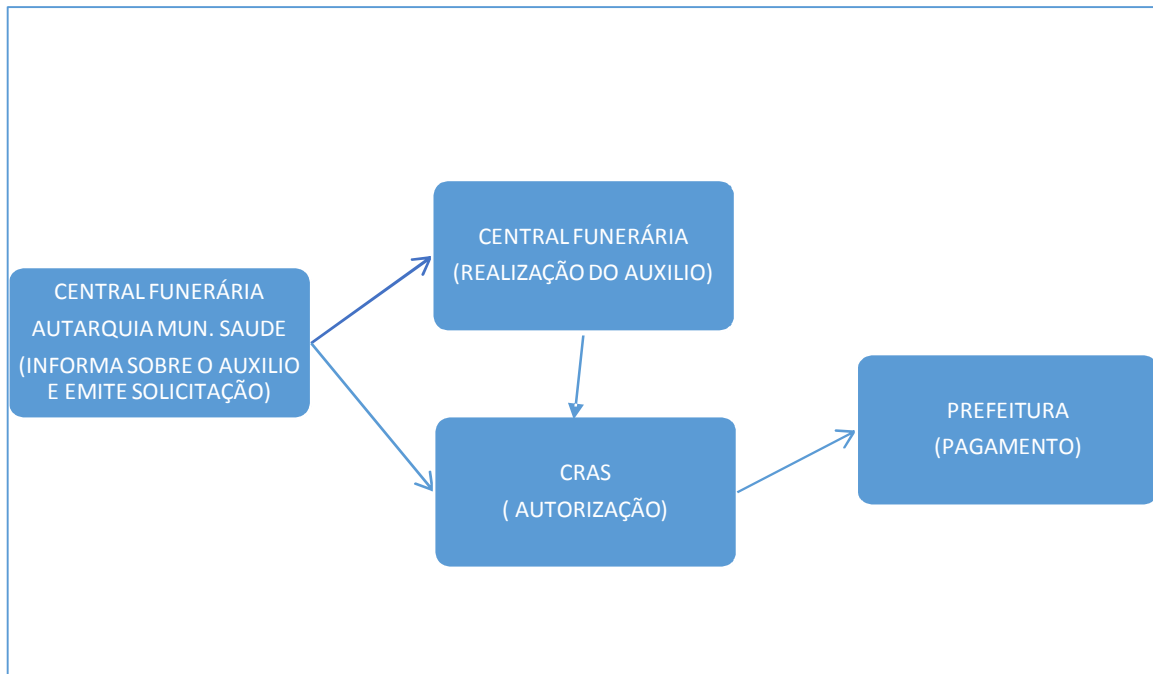 CENTRAL FUNERÁRIA
AUTARQUIA MUN. SAUDE
(INFORMA SOBRE O AUXILIO
E EMITE SOLICITAÇÃO)
CENTRAL FUNERÁRIA
(REALIZAÇÃO DO AUXILIO)
CRAS
( AUTORIZAÇÃO)
PREFEITURA
(PAGAMENTO)